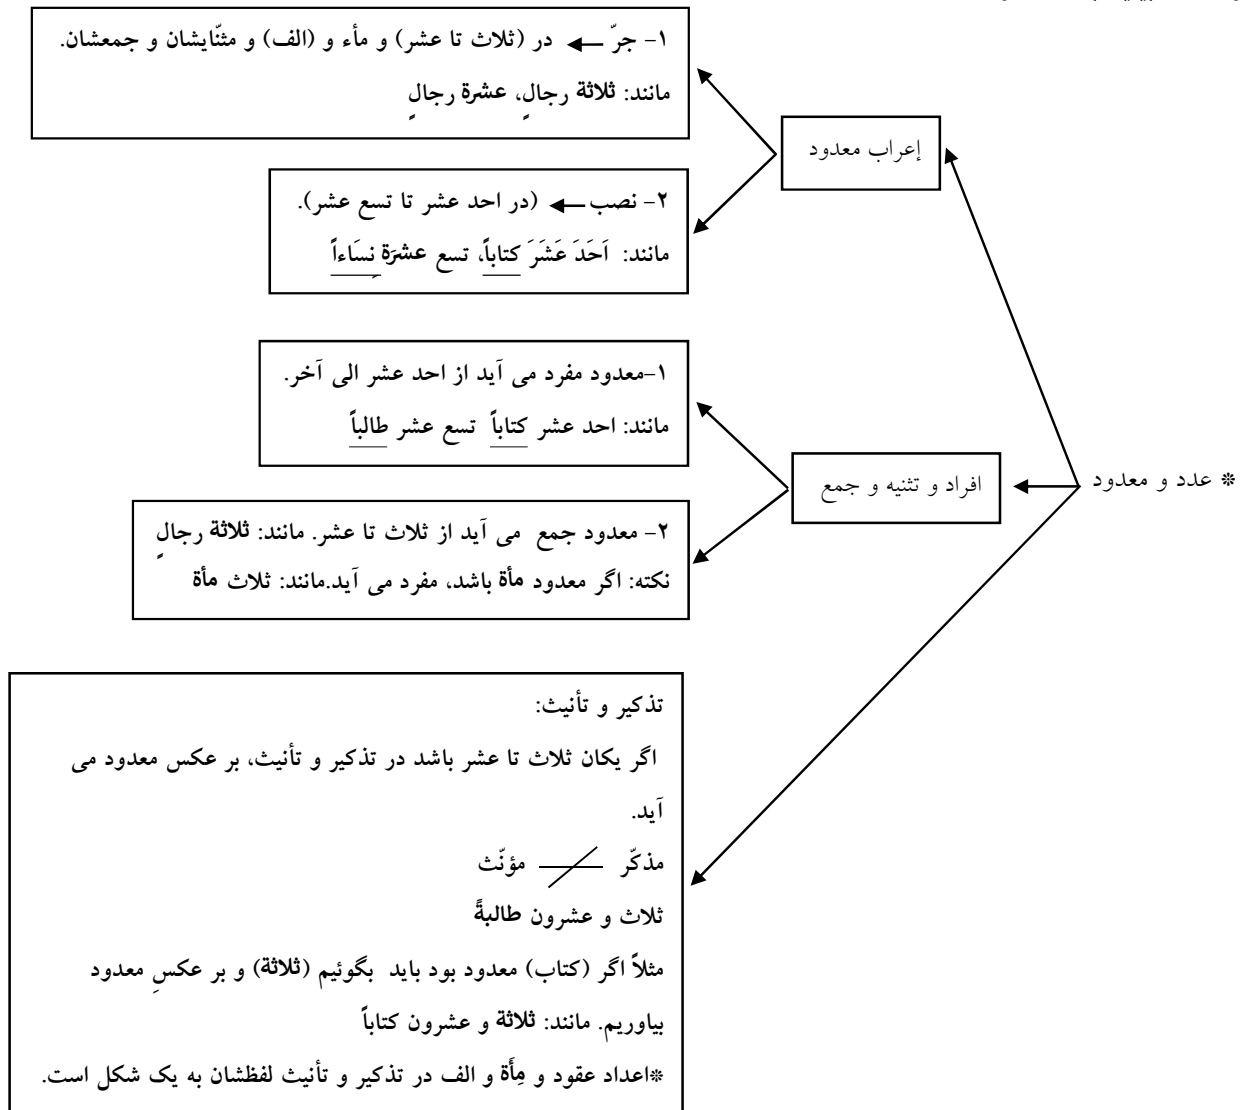 * عدد و معدود
إعراب معدود
۱- جرّ ← در (ثلاث تا عشر) و مأء و (الف) و مثنّایشان و جمعشان.
مانند: ثلاثة رجالٍ، عشرة رجالٍ
۲- نصب ← (در احد عشر تا تسع عشر).
مانند: اَحَدَ عَشَرَ کتاباً، تسع عشرَة نِسَاءاً
افراد و تثنیه و جمع
۱-معدود مفرد می آید از احد عشر الی آخر.
مانند: احد عشر کتاباً تسع عشر طالباً
۲- معدود جمع می آید از ثلاث تا عشر. مانند: ثلاثة رجالٍ
نکته: اگر معدود مأة باشد، مفرد می آید.مانند: ثلاث مأة
تذکیر و تأنیث:
اگر یکان ثلاث تا عشر باشد در تذکیر و تأنیث، بر عکس معدود می
آید.
مذکّر مؤنّث
ثلاث و عشرون طالبةً
مثلاً اگر (کتاب) معدود بود باید بگوئیم (ثلاثة) و بر عکسِ معدود
بیاوریم. مانند: ثلاثة و عشرون کتاباً
*اعداد عقود و مِأَة و الف در تذکیر و تأنیث لفظشان به یک شکل است.